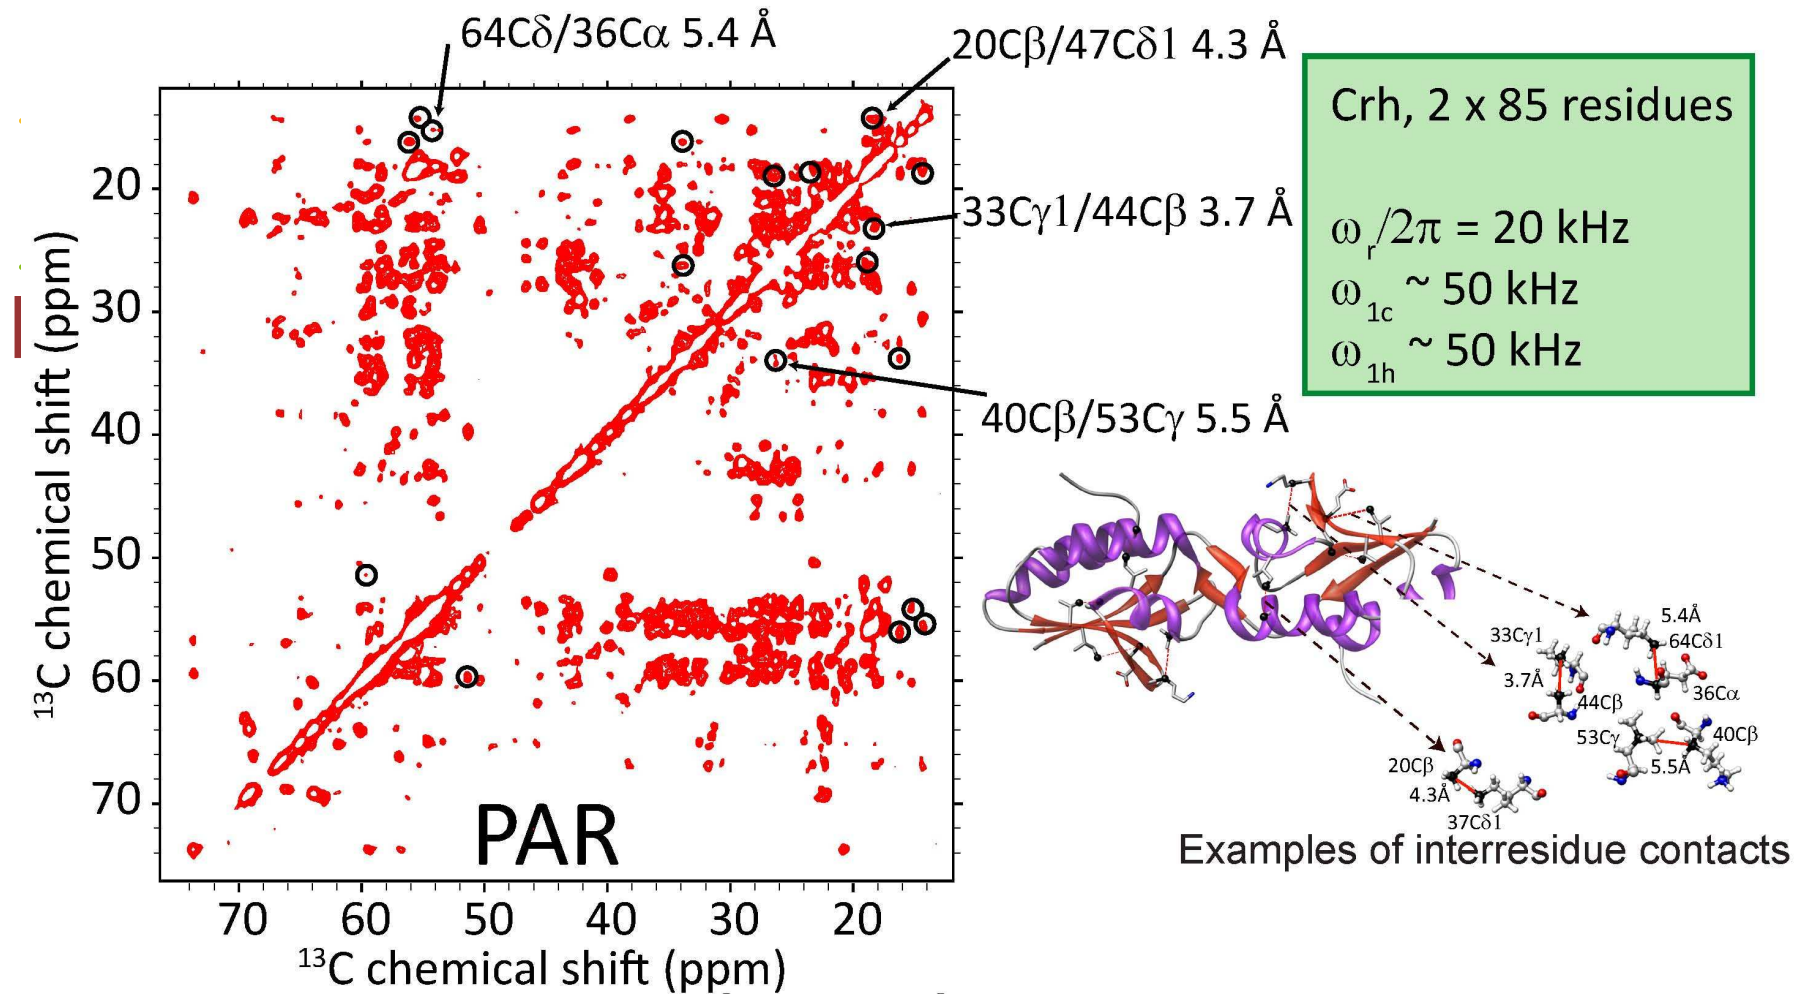 64Cδ/36Cα 5.4 Å
20Cβ/47Cδ1 4.3 Å
33Cγ1/44Cβ 3.7 Å
40Cβ/53Cγ 5.5 Å
Crh, 2 x 85 residues
ω_r/2π = 20 kHz
ω_1c ~ 50 kHz
ω_1h ~ 50 kHz
¹³C chemical shift (ppm)
20
30
40
50
60
70
PAR
70 60 50 40 30 20
¹³C chemical shift (ppm)
5.4Å
33Cγ1
64Cδ1
3.7Å
36Cα
44Cβ
53Cγ
40Cβ
5.5Å
20Cβ
4.3Å
37Cδ1
Examples of interresidue contacts